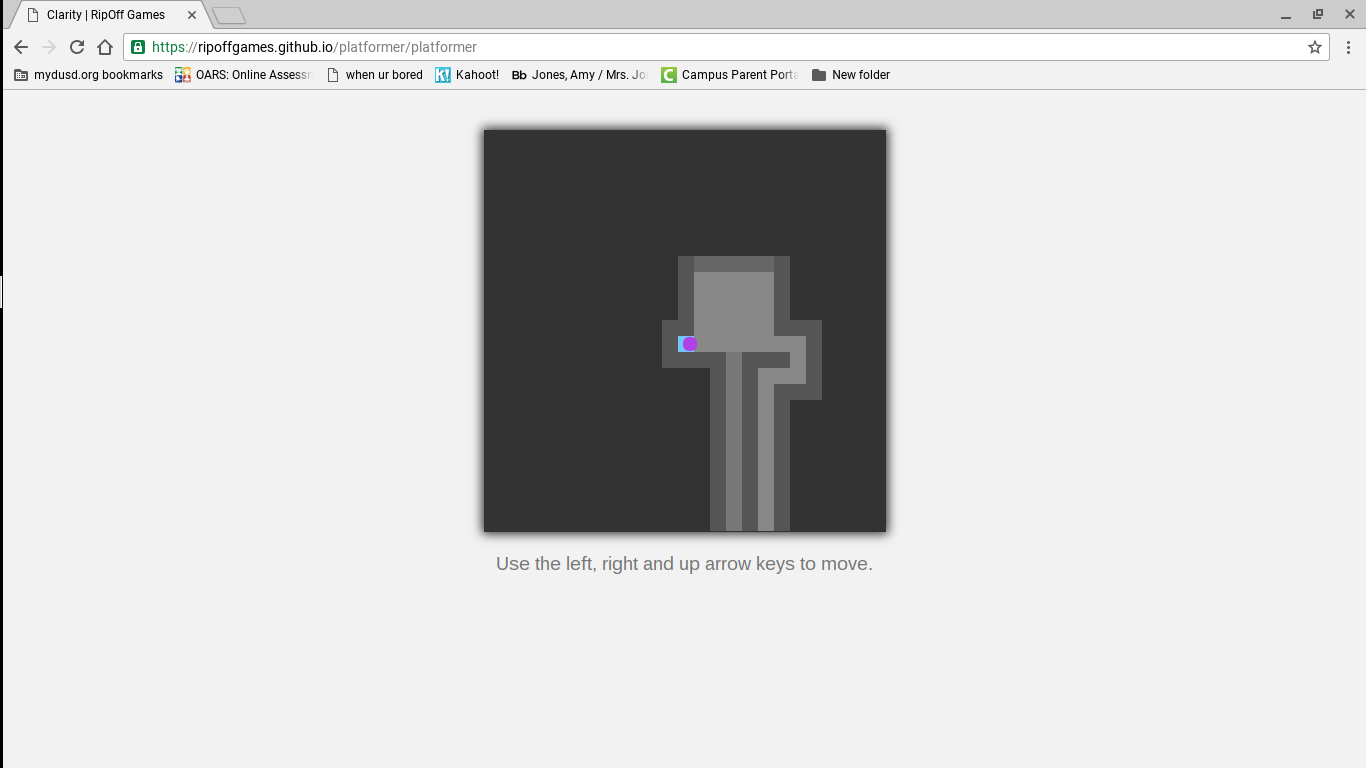 Clarity | RipOff Games
https://ripoffgames.github.io/platformer/platformer
mydusd.org bookmarks OARS: Online Assessr when ur bored K! Kahoot! Bb Jones, Amy / Mrs. Jo C Campus Parent Porta New folder
Use the left, right and up arrow keys to move.